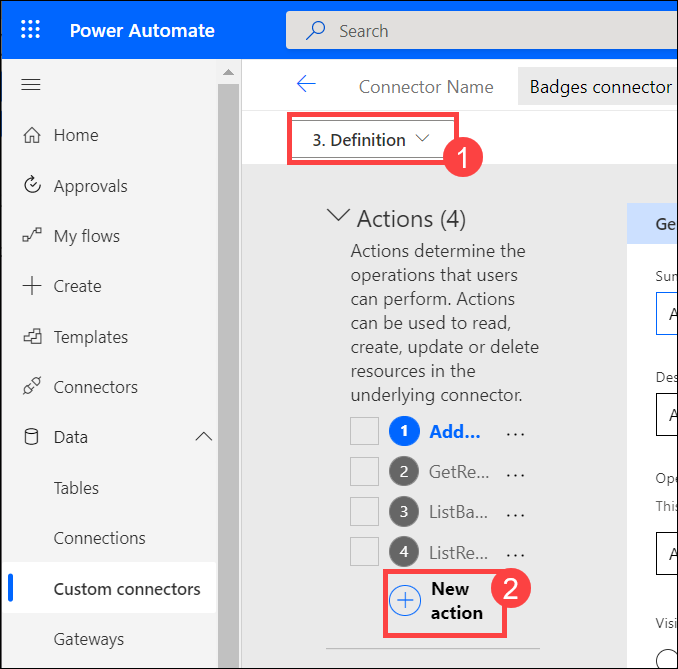 Power Automate
Search
Connector Name
Badges connector
3. Definition
1
Home
Approvals
My flows
Create
Templates
Connectors
Data
Tables
Connections
Custom connectors
Gateways
Actions (4)
Actions determine the
operations that users
can perform. Actions
can be used to read,
create, update or delete
resources in the
underlying connector.
1 Add... ...
2 GetRe... ...
3 ListBa... ...
4 ListRe... ...
New
action
2
Ge
Sur
A
Des
A
Ope
This
A
Visi